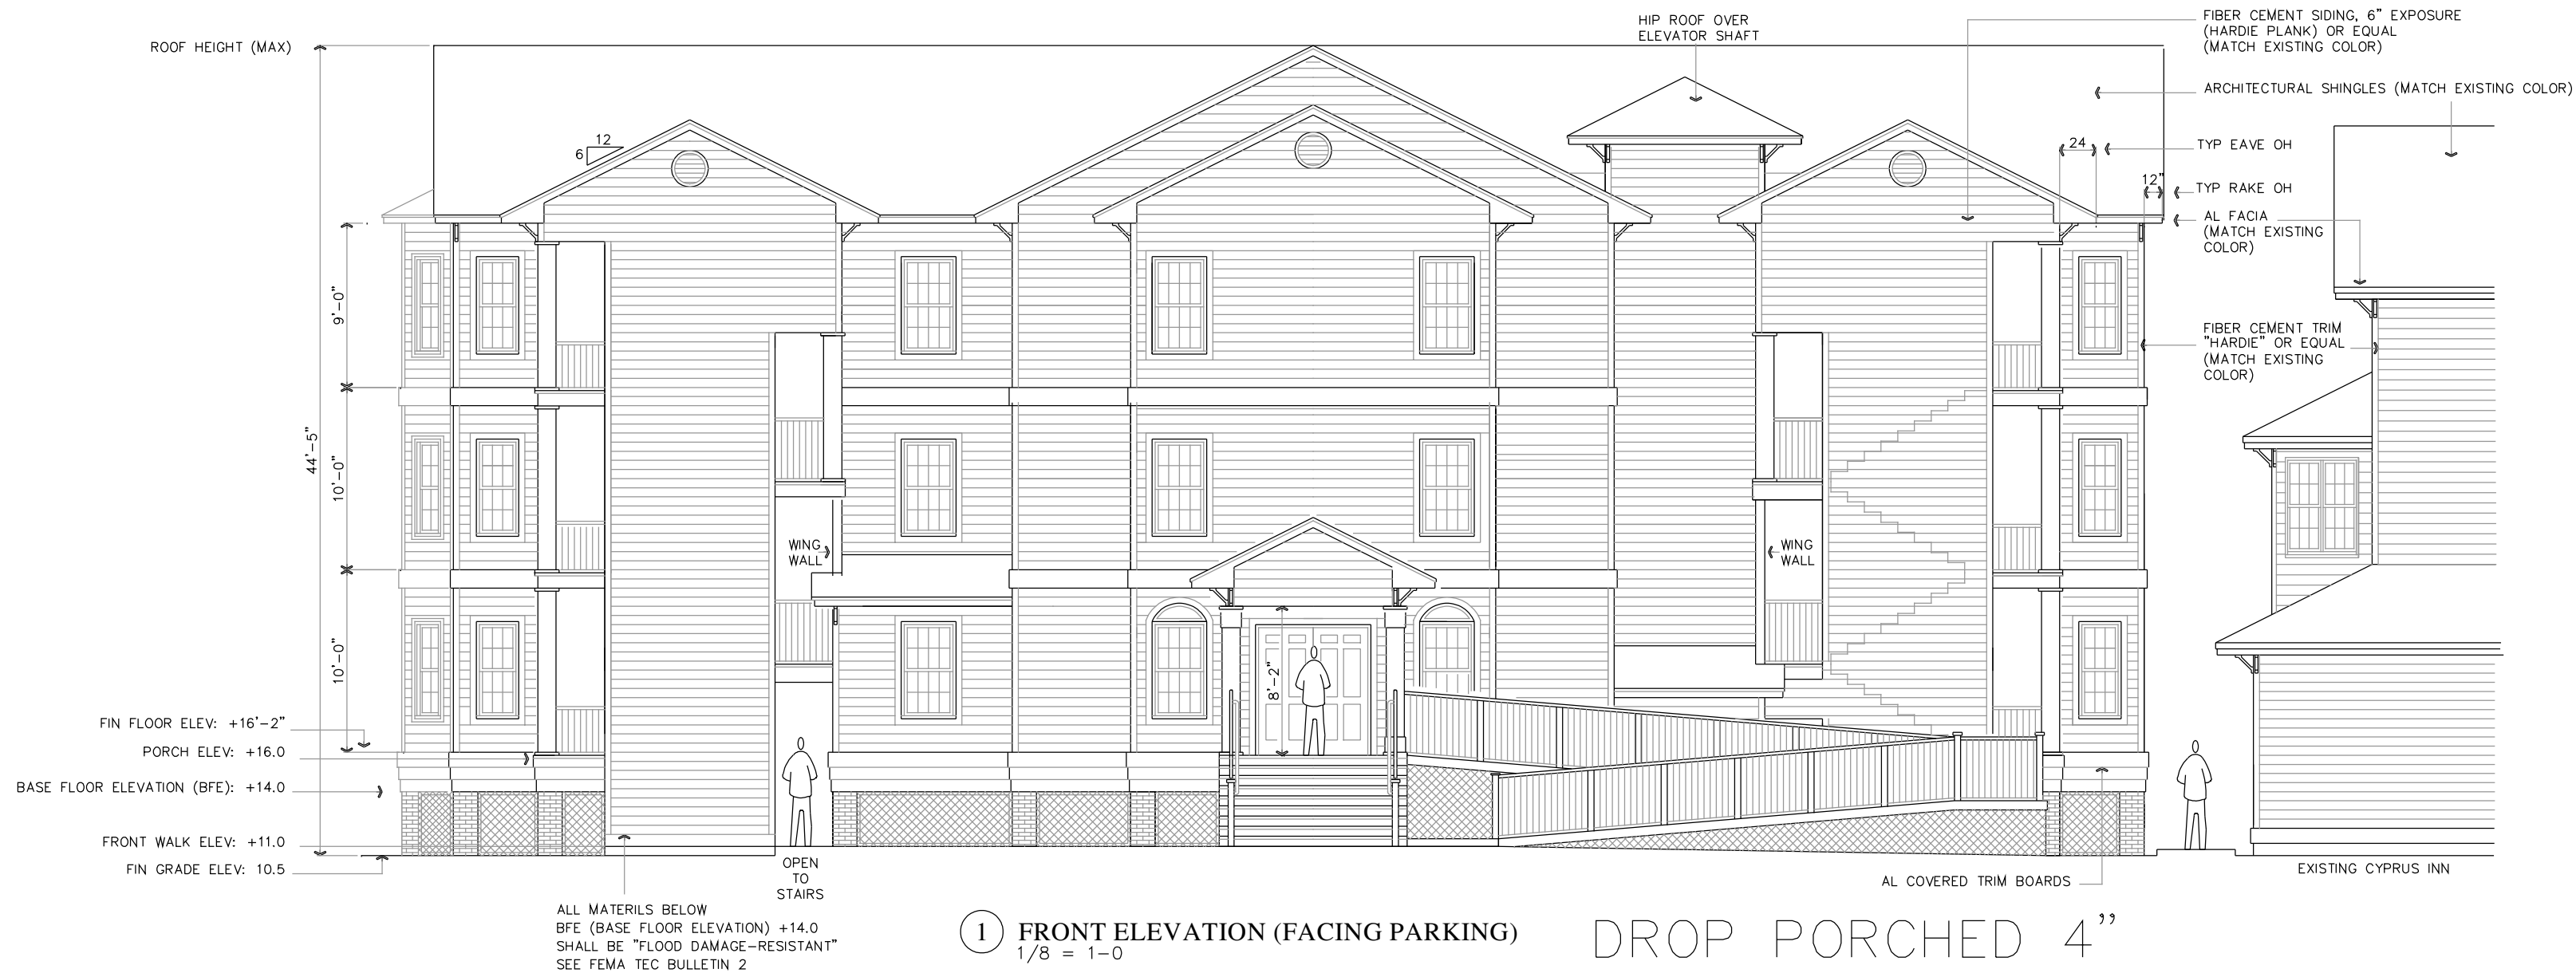 ROOF HEIGHT (MAX)
HIP ROOF OVER
ELEVATOR SHAFT
FIBER CEMENT SIDING, 6" EXPOSURE
(HARDIE PLANK) OR EQUAL
(MATCH EXISTING COLOR)
ARCHITECTURAL SHINGLES (MATCH EXISTING COLOR)
12
6
24
TYP EAVE OH
12"
TYP RAKE OH
AL FACIA
(MATCH EXISTING
COLOR)
9'-0"
FIBER CEMENT TRIM
"HARDIE" OR EQUAL
(MATCH EXISTING
COLOR)
44'-5"
10'-0"
WING
WALL
WING
WALL
10'-0"
8'-2"
FIN FLOOR ELEV: +16'-2"
PORCH ELEV: +16.0
BASE FLOOR ELEVATION (BFE): +14.0
FRONT WALK ELEV: +11.0
FIN GRADE ELEV: 10.5
OPEN
TO
STAIRS
AL COVERED TRIM BOARDS
EXISTING CYPRUS INN
ALL MATERILS BELOW
BFE (BASE FLOOR ELEVATION) +14.0
SHALL BE "FLOOD DAMAGE-RESISTANT"
SEE FEMA TEC BULLETIN 2
1 FRONT ELEVATION (FACING PARKING)
1/8 = 1-0
DROP PORCHED 4"